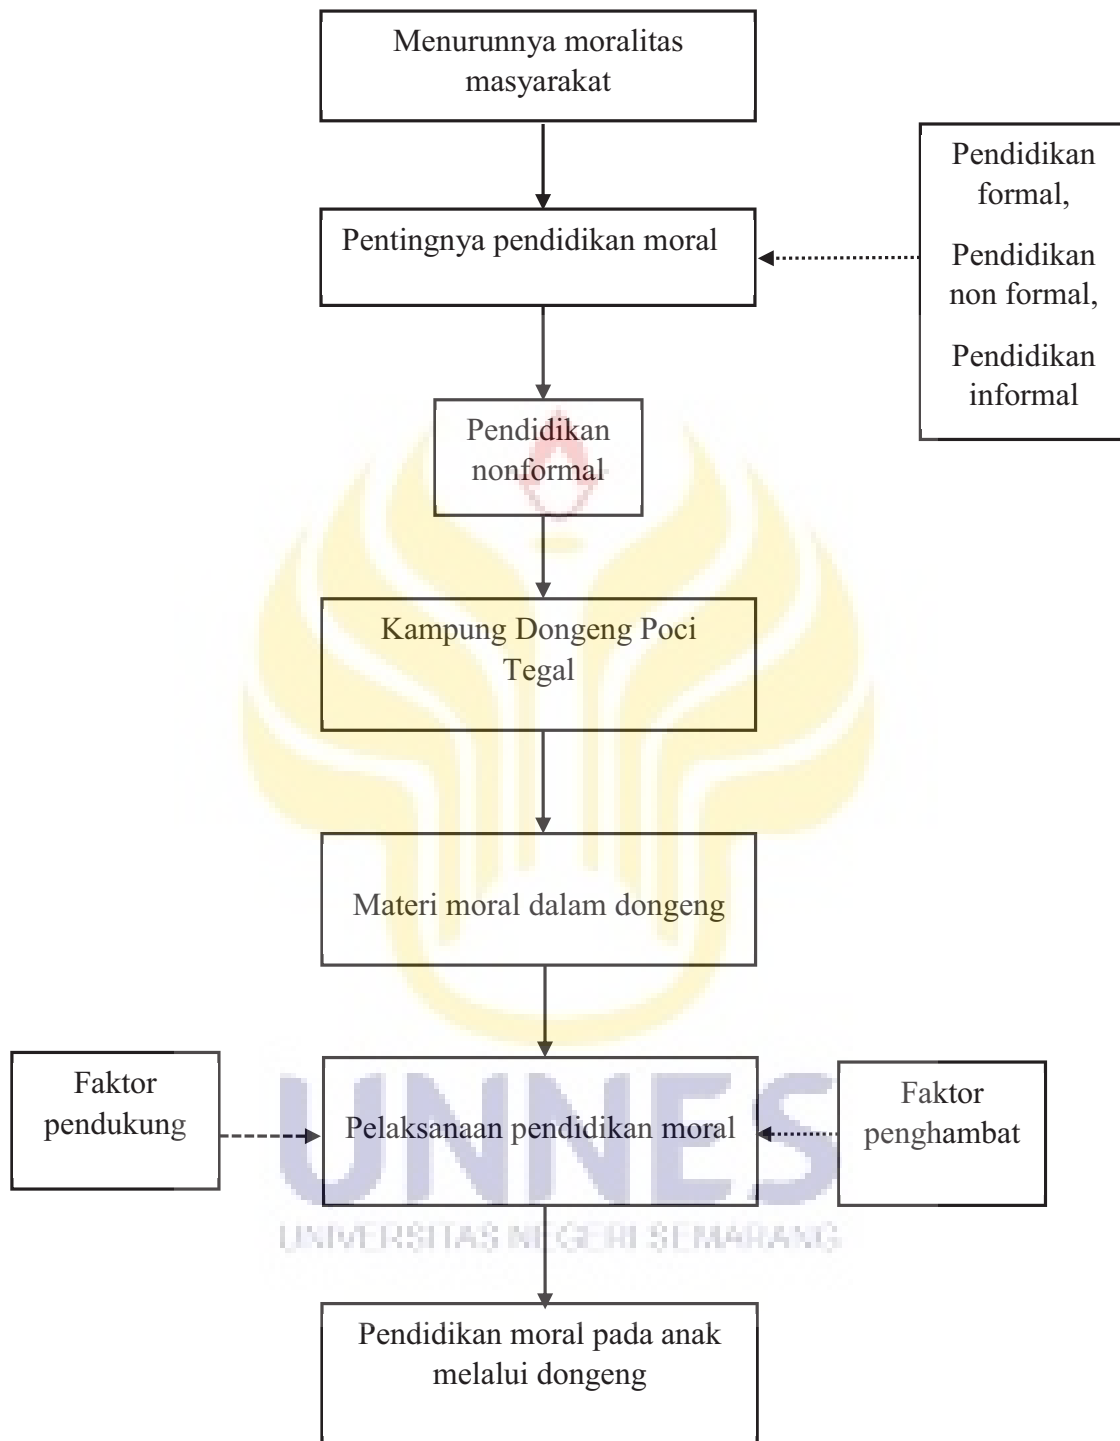 Menurunnya moralitas
masyarakat
Pendidikan
formal,
Pendidikan
non formal,
Pendidikan
informal
Pentingnya pendidikan moral
Pendidikan
nonformal
Kampung Dongeng Poci
Tegal
Materi moral dalam dongeng
Faktor
pendukung
Pelaksanaan pendidikan moral
Faktor
penghambat
UNNES
UNIVERSITAS NEGERI SEMARANG
Pendidikan moral pada anak
melalui dongeng